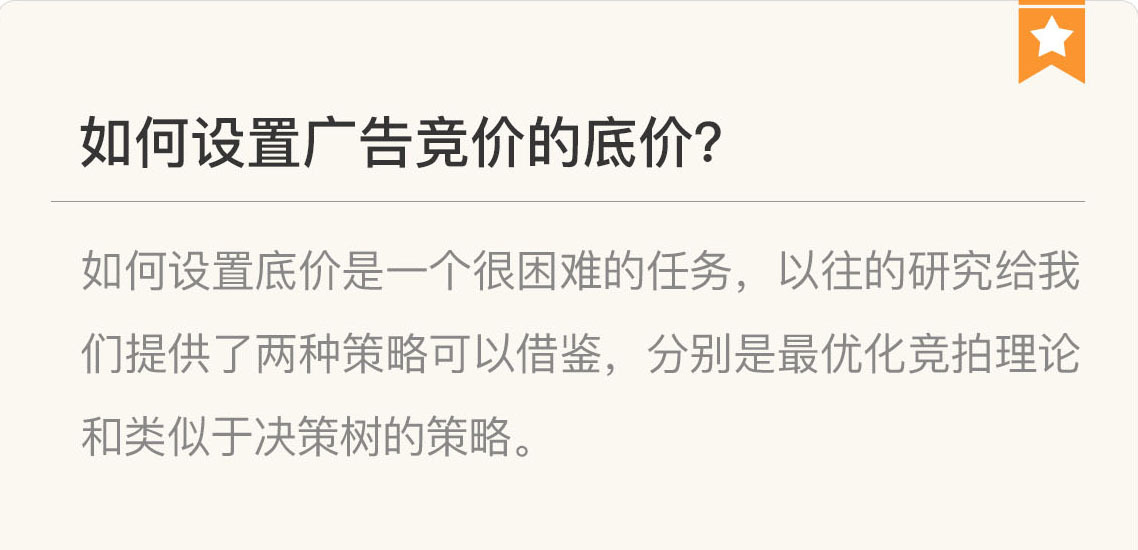 如何设置广告竞价的底价?
如何设置底价是一个很困难的任务，以往的研究给我
们提供了两种策略可以借鉴，分别是最优化竞拍理论
和类似于决策树的策略。